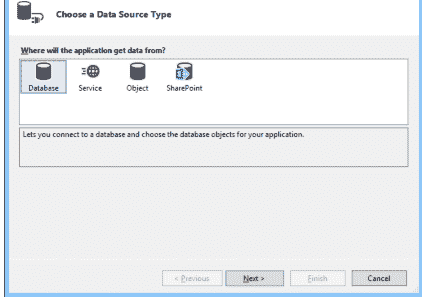 Choose a Data Source Type
Where will the application get data from?
Database Service Object SharePoint
Lets you connect to a database and choose the database objects for your application.
< Previous Next > Finish Cancel